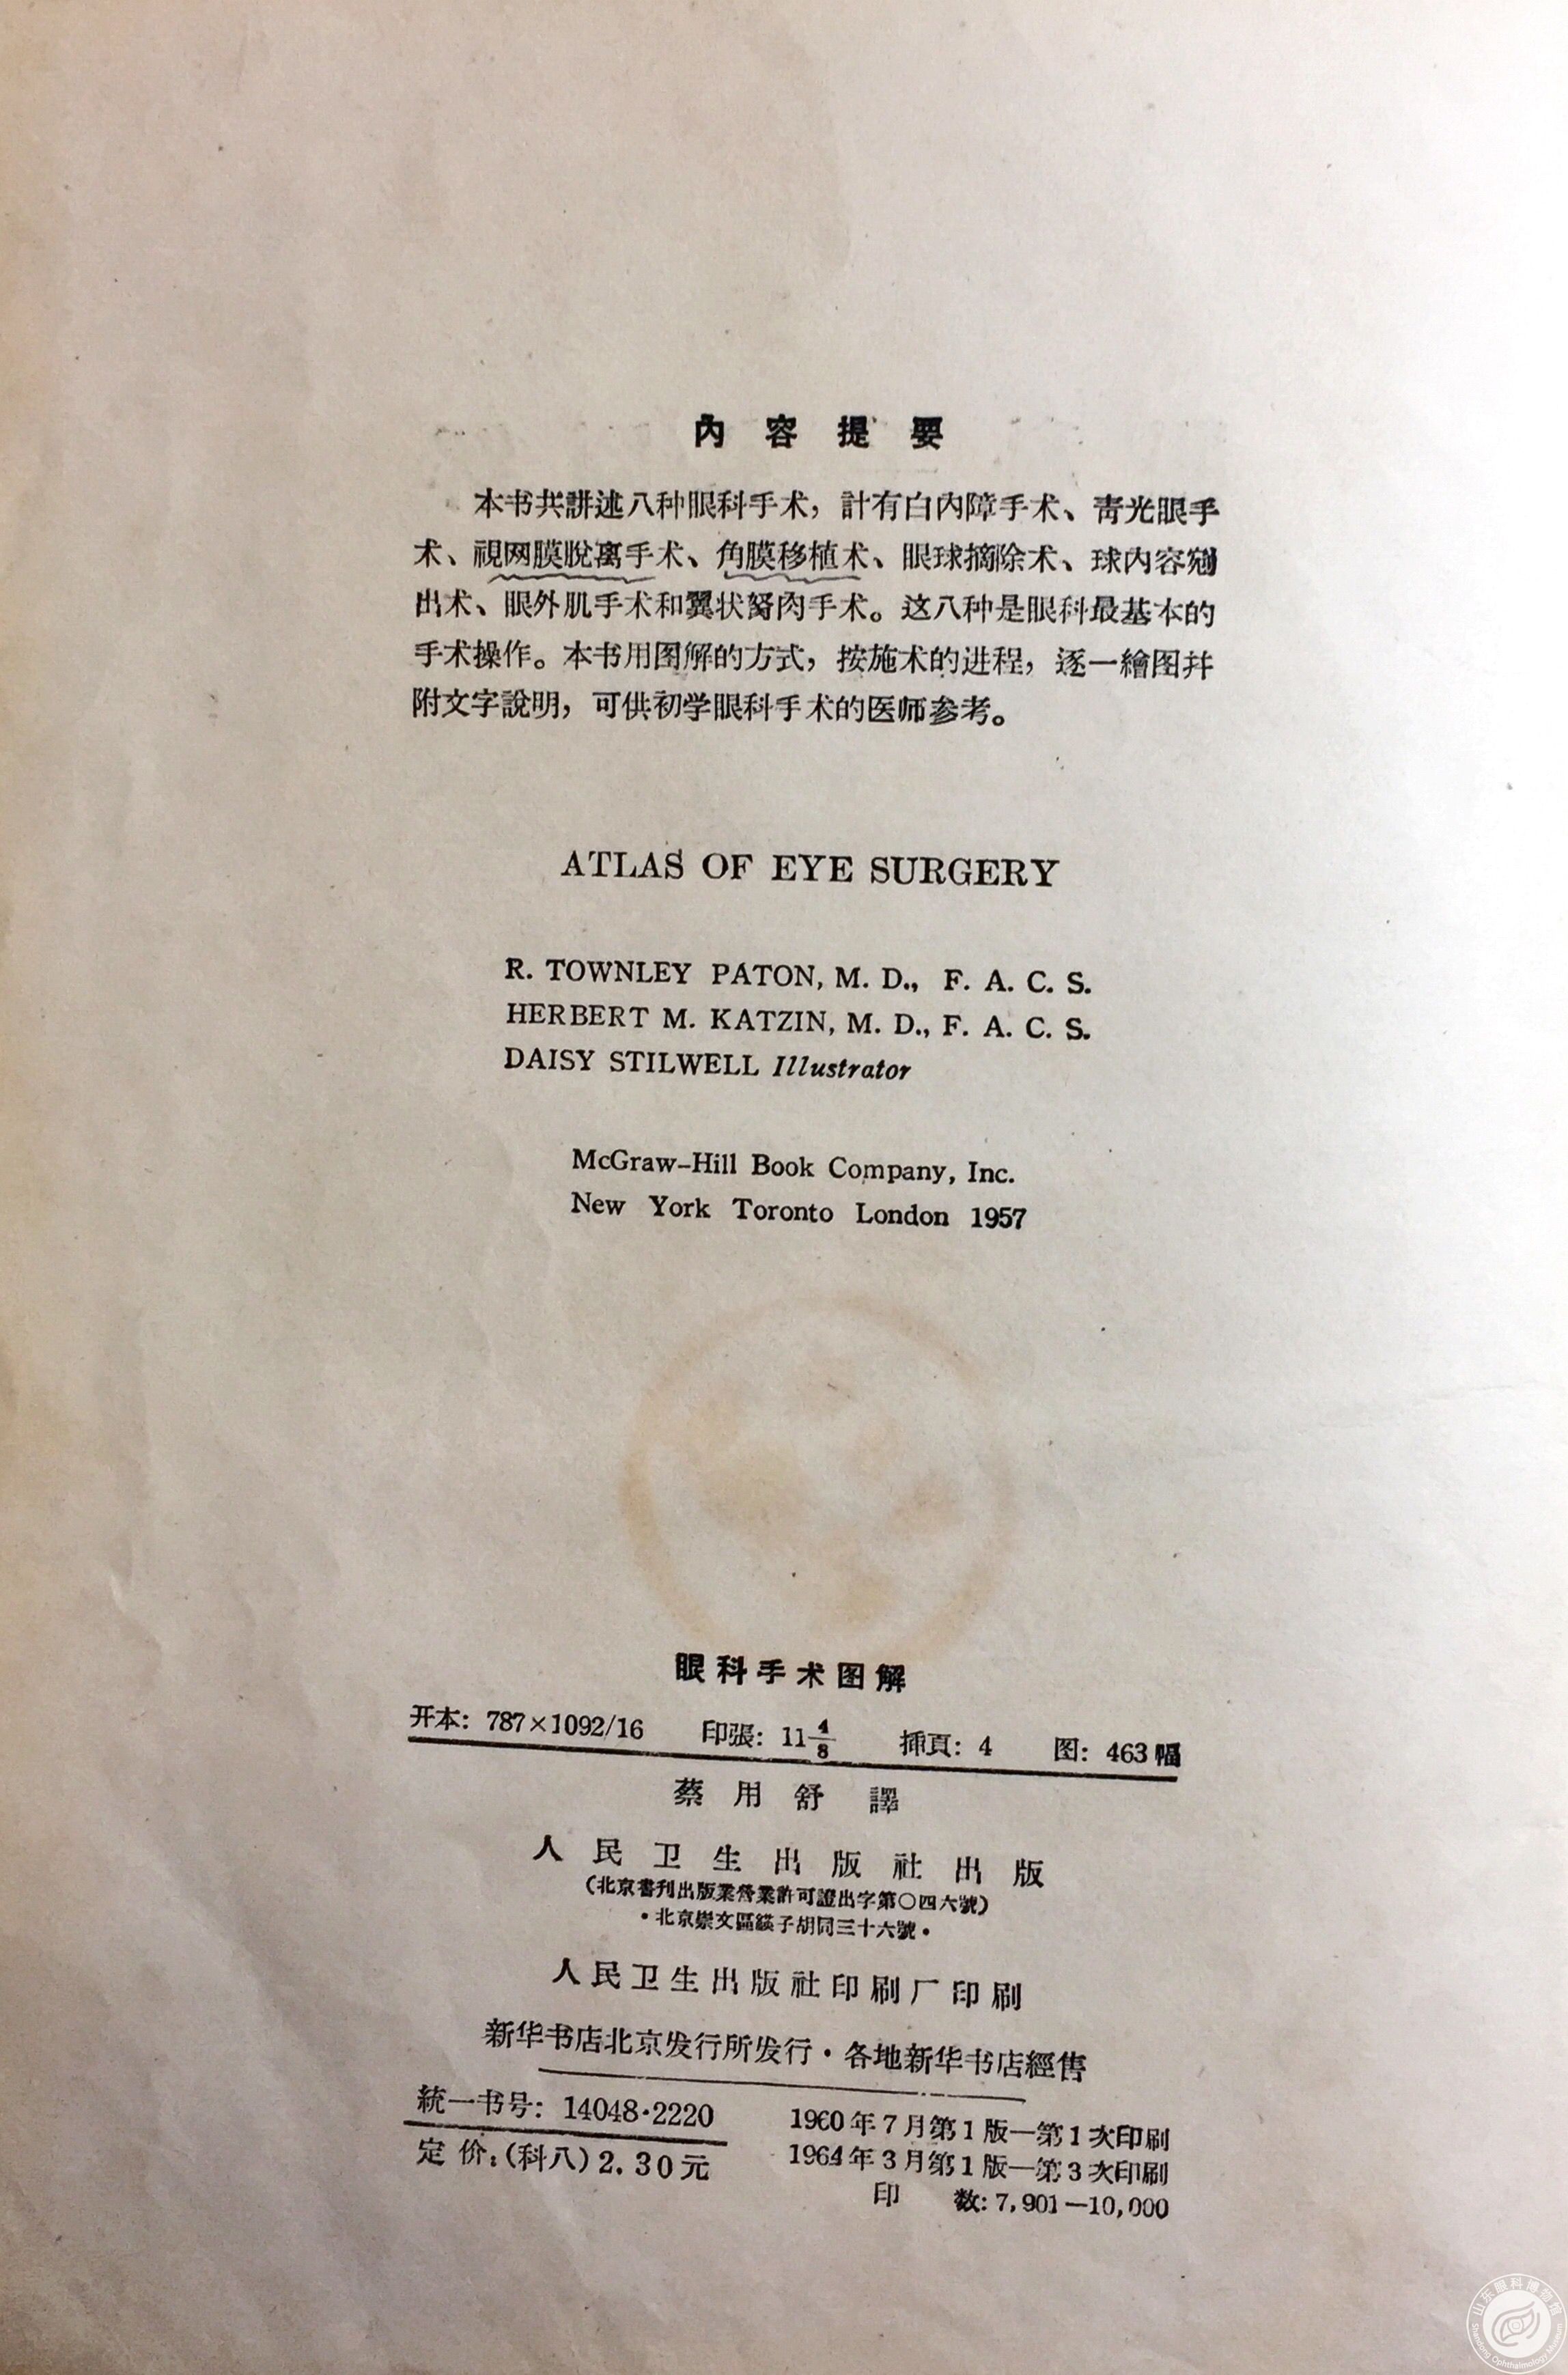 內容提要
本书共講述八种眼科手术，計有白內障手术、青光眼手
术、視网膜脫离手术、角膜移植术、眼球摘除术、球內容剜
出术、眼外肌手术和翼状胬肉手术。这八种是眼科最基本的
手术操作。本书用图解的方式，按施术的进程，逐一繪图并
附文字說明，可供初学眼科手术的医师参考。
ATLAS OF EYE SURGERY
R. TOWNLEY PATON, M. D., F. A. C. S.
HERBERT M. KATZIN, M. D., F. A. C. S.
DAISY STILWELL Illustrator
McGraw-Hill Book Company, Inc.
New York Toronto London 1957
眼科手术图解
开本：787×1092/16 印張：11 4/8 插頁：4 图：463幅
蔡用舒 譯
人民卫生出版社出版
（北京書刊出版業營業許可證出字第〇四六號）
·北京崇文區子胡同三十六號·
人民卫生出版社印刷厂印刷
新华书店北京发行所发行·各地新华书店經售
統一书号：14048·2220
定价：（科八）2.30元
1960年7月第1版—第1次印刷
1964年3月第1版—第3次印刷
印数：7,901—10,000
山东眼科博物馆
Shandong Ophthalmology Museum